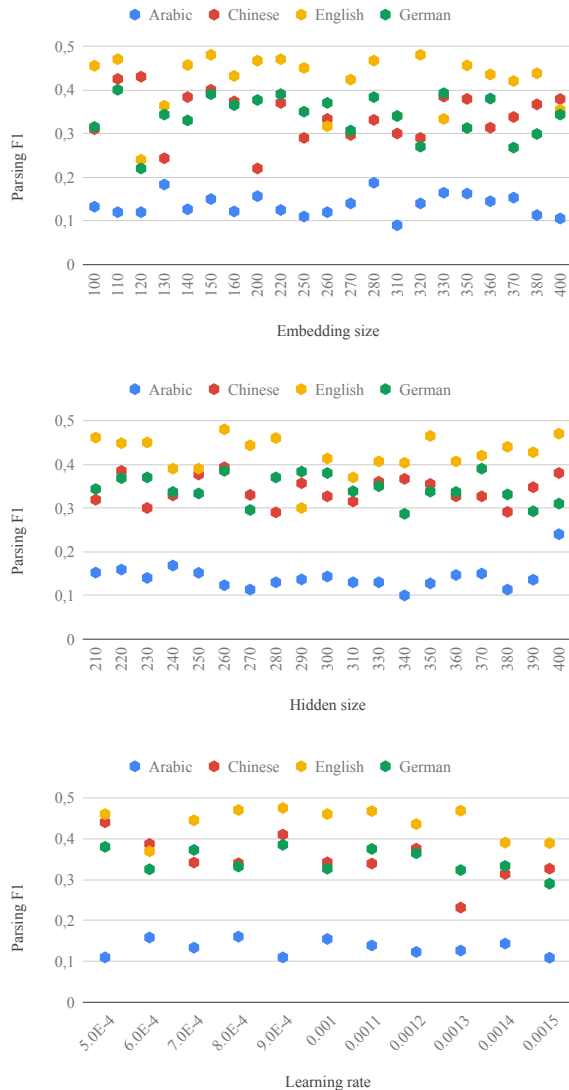 Arabic Chinese English German
0,5
0,4
0,3
0,2
0,1
0
Parsing F1
100 110 120 130 140 150 160 200 220 250 260 270 280 310 320 330 350 360 370 380 400
Embedding size
Arabic Chinese English German
0,5
0,4
0,3
0,2
0,1
0
Parsing F1
210 220 230 240 250 260 270 280 290 300 310 330 340 350 360 370 380 390 400
Hidden size
Arabic Chinese English German
0,5
0,4
0,3
0,2
0,1
0
Parsing F1
5.0E-4 6.0E-4 7.0E-4 8.0E-4 9.0E-4 0.001 0.0011 0.0012 0.0013 0.0014 0.0015
Learning rate